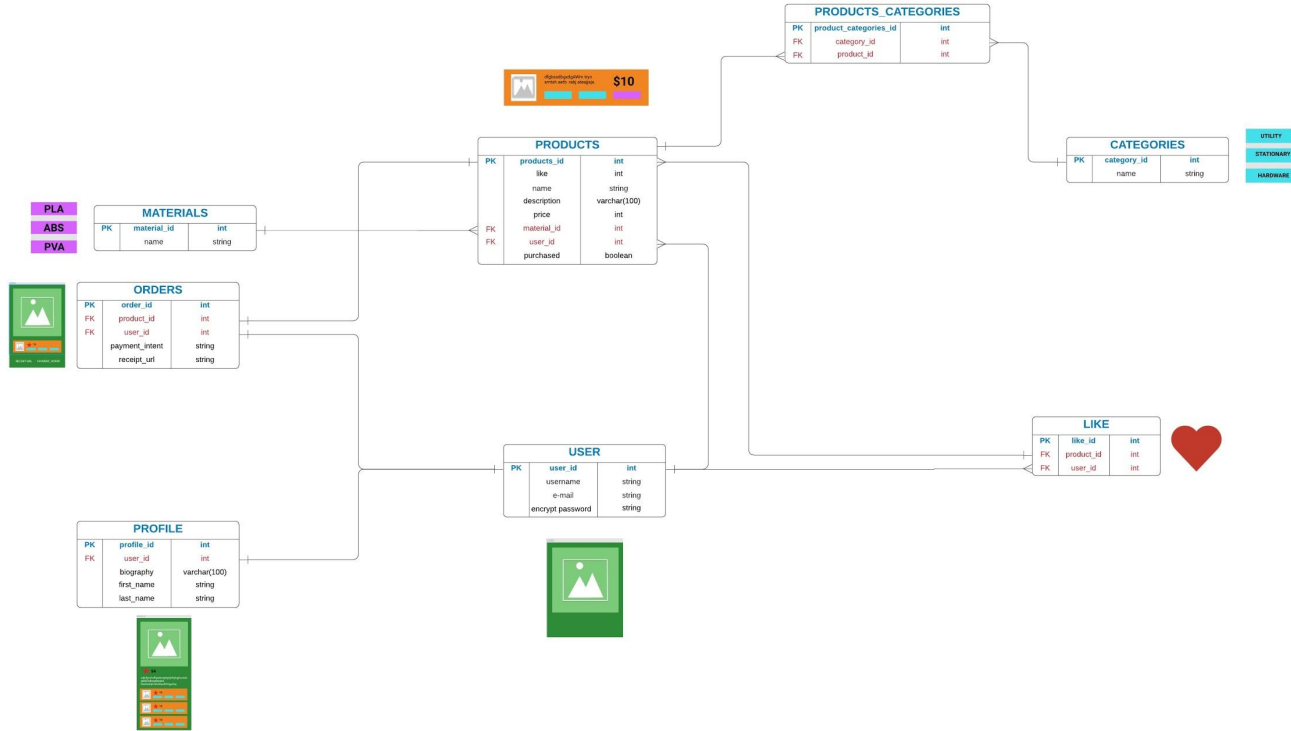 PRODUCTS_CATEGORIES
PK product_categories_id int
FK category_id int
FK product_id int
$10
PRODUCTS
PK products_id int
like int
name string
description varchar(100)
price int
FK material_id int
FK user_id int
purchased boolean
CATEGORIES
PK category_id int
name string
UTILITY
STATIONARY
HARDWARE
PLA
ABS
PVA
MATERIALS
PK material_id int
name string
ORDERS
PK order_id int
FK product_id int
FK user_id int
payment_intent string
receipt_url string
LIKE
PK like_id int
FK product_id int
FK user_id int
USER
PK user_id int
username string
e-mail string
encrypt password string
PROFILE
PK profile_id int
FK user_id int
biography varchar(100)
first_name string
last_name string